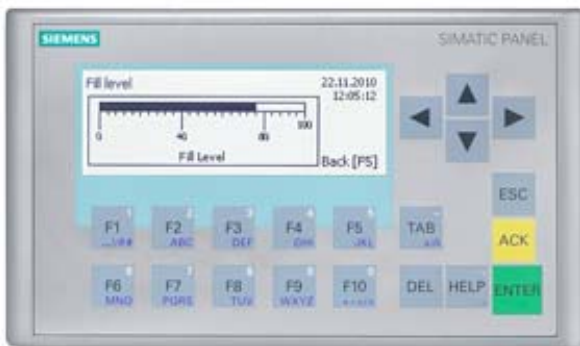 SIEMENS
SIMATIC PANEL
Fill level
22.11.2010
12:05:12
0 40 80 100
Fill Level
Back [F5]
ESC
F1 F2 F3 F4 F5 TAB
ABC DEF GHI JKL
ACK
F6 F7 F8 F9 F10 DEL HELP ENTER
MNO PQRS TUV WXYZ